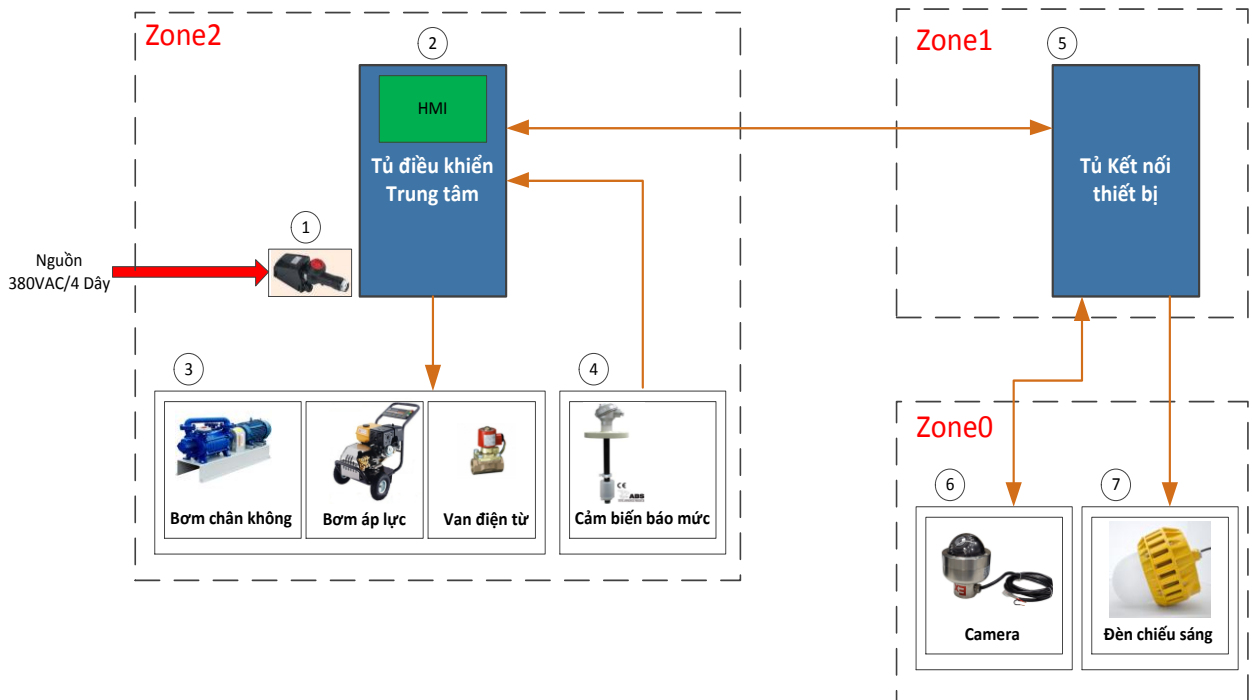 Zone2
2
HMI
Tủ điều khiển
Trung tâm
1
Nguồn
380VAC/4 Dây
3
Bơm chân không
Bơm áp lực
Van điện từ
4
ABS
Cảm biến báo mức
Zone1
5
Tủ Kết nối
thiết bị
Zone0
6
Camera
7
Đèn chiếu sáng